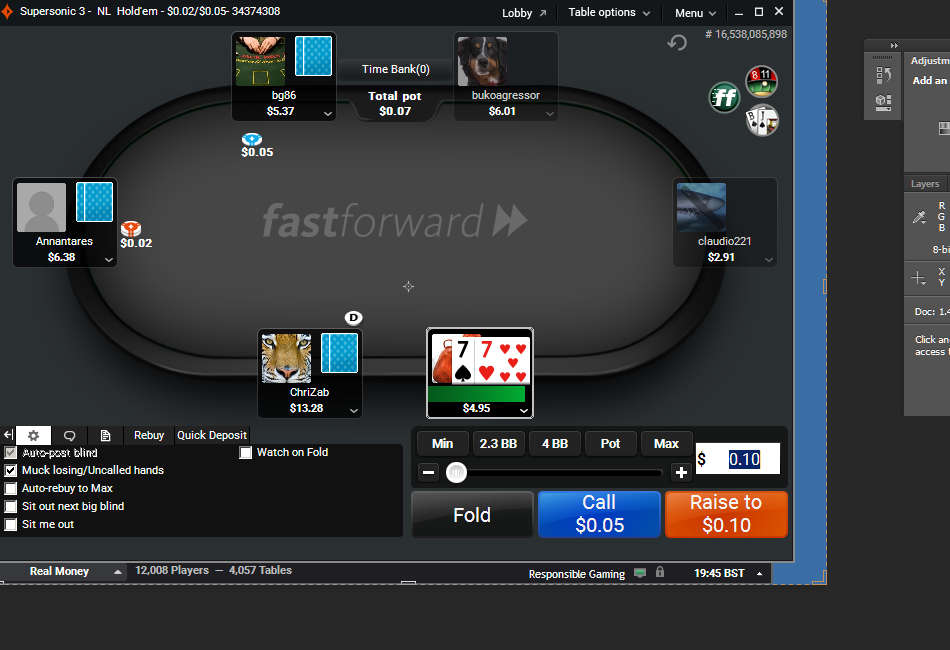 Supersonic 3 - NL Hold'em - $0.02/$0.05- 34374308
Lobby
Table options
Menu
# 16,538,085,898
Time Bank(0)
Total pot
$0.07
bg86
$5.37
bukoagressor
$6.01
8 11
ff
B J
$0.05
Annantares
$6.38
$0.02
fastforward
claudio221
$2.91
D
ChriZab
$13.28
7 7
$4.95
Rebuy
Quick Deposit
Auto-post blind
Watch on Fold
Muck losing/Uncalled hands
Auto-rebuy to Max
Sit out next big blind
Sit me out
Min
2.3 BB
4 BB
Pot
Max
$ 0.10
Fold
Call
$0.05
Raise to
$0.10
Real Money
12,008 Players — 4,057 Tables
Responsible Gaming
19:45 BST
Adjustm
Add an
Layers
R
G
B
8-bi
X
Y
Doc: 1.4
Click an
access